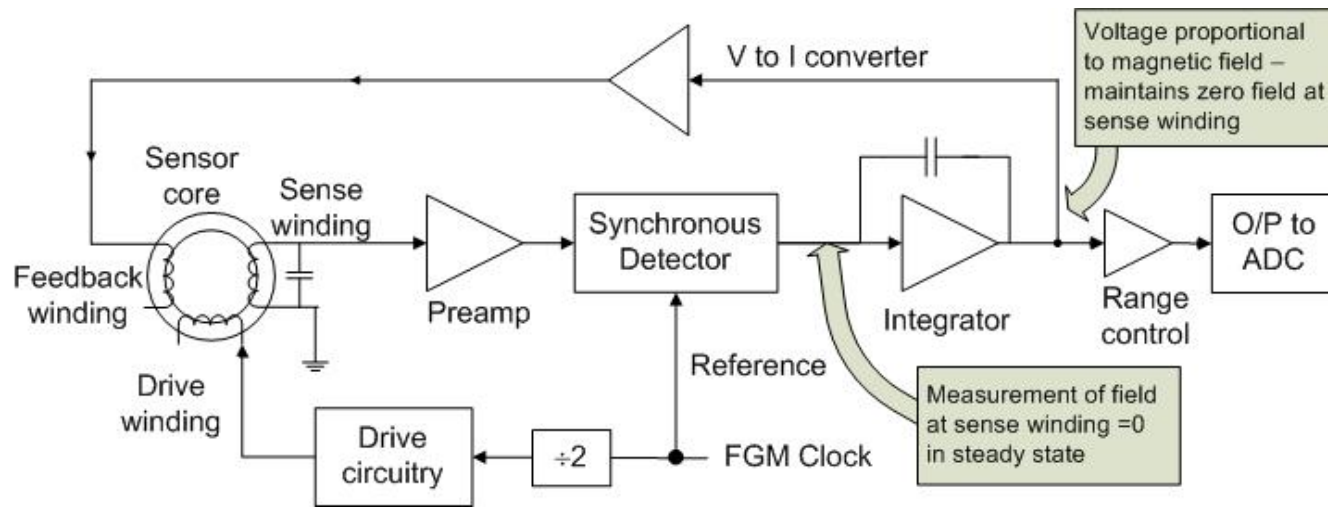 V to I converter
Voltage proportional
to magnetic field –
maintains zero field at
sense winding
Sensor
core
Sense
winding
Feedback
winding
Drive
winding
Preamp
Synchronous
Detector
Integrator
Range
control
O/P to
ADC
Reference
Drive
circuitry
÷2
FGM Clock
Measurement of field
at sense winding =0
in steady state